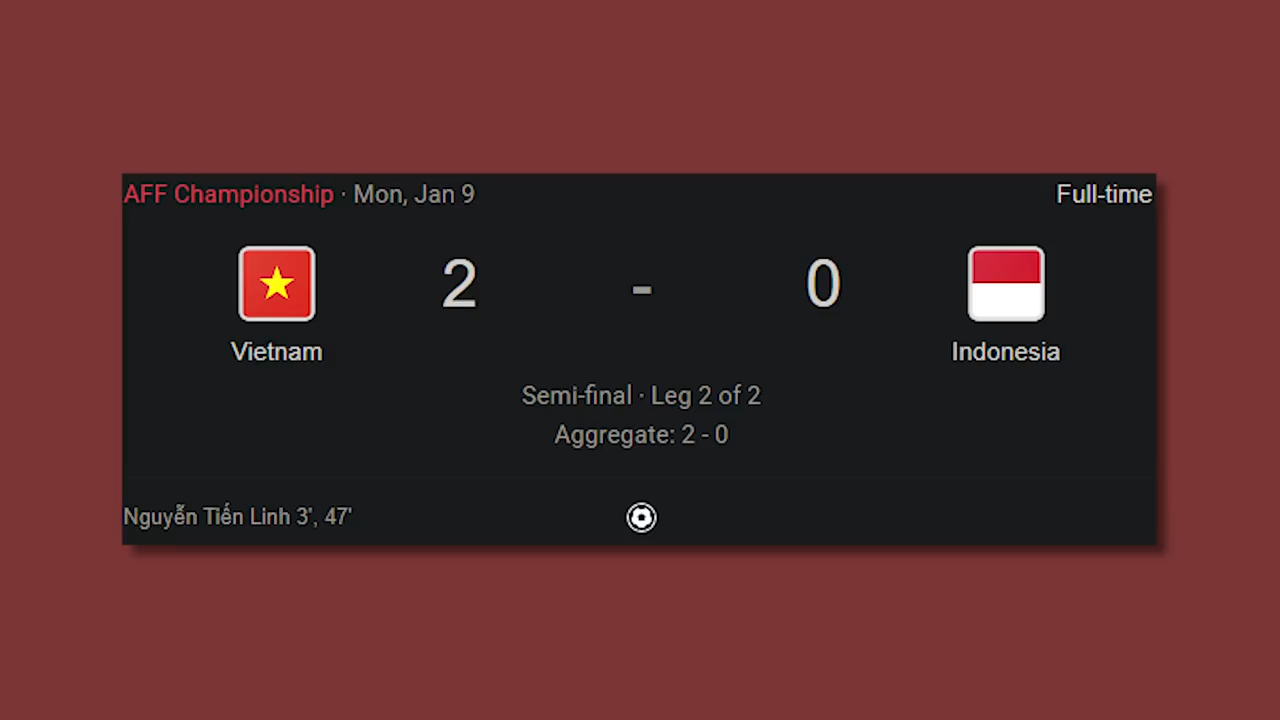 AFF Championship · Mon, Jan 9 Full-time
2 - 0
Vietnam Indonesia
Semi-final · Leg 2 of 2
Aggregate: 2 - 0
Nguyễn Tiến Linh 3', 47'